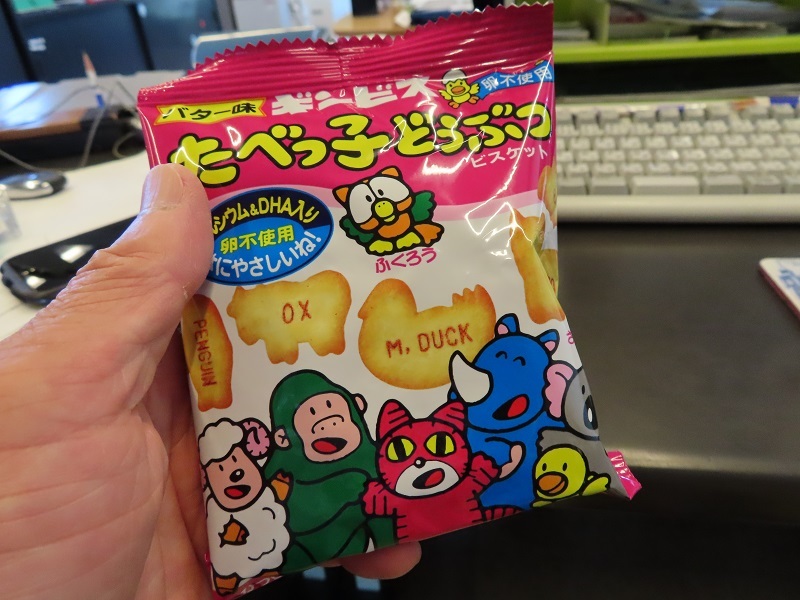 バター味
ギンビス
卵不使用
たべっ子どうぶつ
ビスケット
シウム&DHA入り
卵不使用
にやさしいね!
ふくろう
PENGUIN
OX
M. DUCK